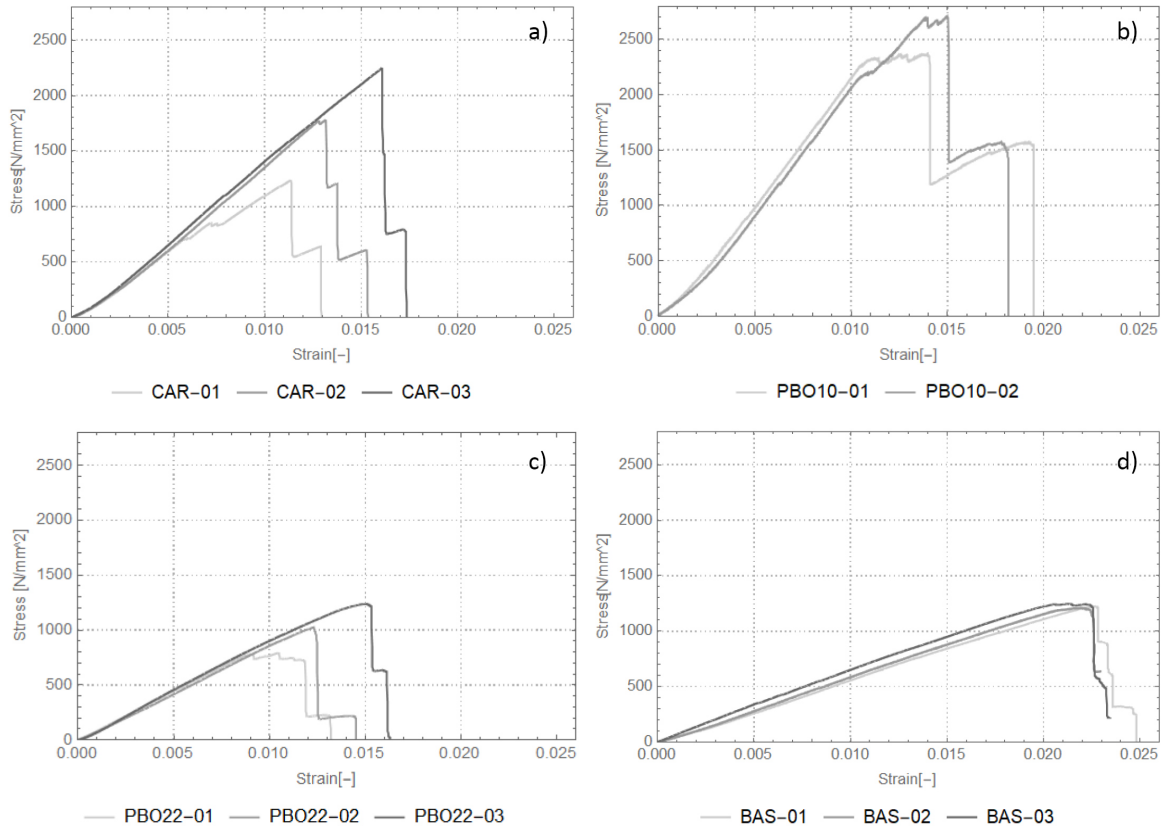 a)
2500
2000
1500
1000
500
0
Stress[N/mm^2]
0.000 0.005 0.010 0.015 0.020 0.025
Strain[-]
CAR-01 CAR-02 CAR-03
b)
2500
2000
1500
1000
500
0
Stress [N/mm^2]
0.000 0.005 0.010 0.015 0.020 0.025
Strain[-]
PBO10-01 PBO10-02
c)
2500
2000
1500
1000
500
0
Stress [N/mm^2]
0.000 0.005 0.010 0.015 0.020 0.025
Strain[-]
PBO22-01 PBO22-02 PBO22-03
d)
2500
2000
1500
1000
500
0
Stress[N/mm^2]
0.000 0.005 0.010 0.015 0.020 0.025
Strain[-]
BAS-01 BAS-02 BAS-03